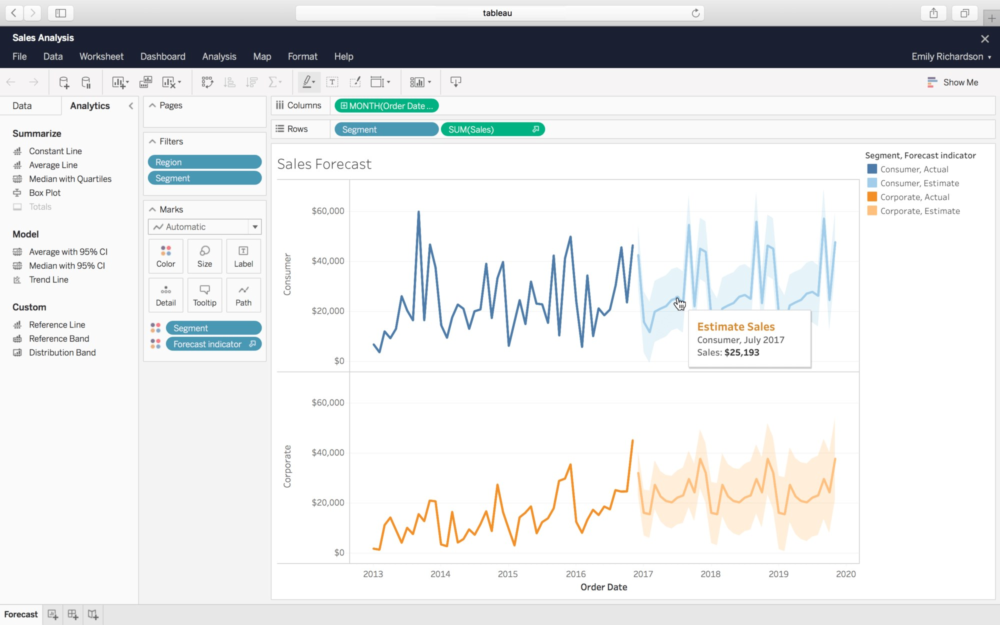 tableau
Sales Analysis
File Data Worksheet Dashboard Analysis Map Format Help
Emily Richardson
Show Me
Data Analytics
Summarize
Constant Line
Average Line
Median with Quartiles
Box Plot
Totals
Model
Average with 95% CI
Median with 95% CI
Trend Line
Custom
Reference Line
Reference Band
Distribution Band
Pages
Filters
Region
Segment
Marks
Automatic
Color Size Label
Detail Tooltip Path
Segment
Forecast indicator
Columns MONTH(Order Date ...
Rows Segment SUM(Sales)
Sales Forecast
Consumer
$60,000
$40,000
$20,000
$0
Estimate Sales
Consumer, July 2017
Sales: $25,193
Corporate
$60,000
$40,000
$20,000
$0
2013 2014 2015 2016 2017 2018 2019 2020
Order Date
Segment, Forecast indicator
Consumer, Actual
Consumer, Estimate
Corporate, Actual
Corporate, Estimate
Forecast